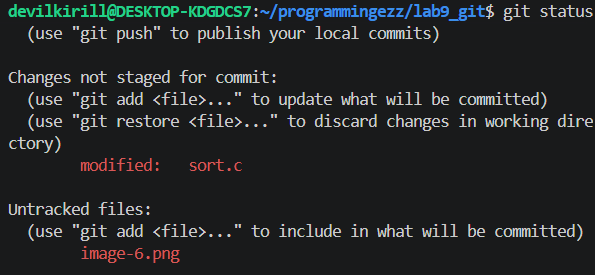 devilkirill@DESKTOP-KDGDCS7:~/programmingezz/lab9_git$ git status
  (use "git push" to publish your local commits)

Changes not staged for commit:
  (use "git add <file>..." to update what will be committed)
  (use "git restore <file>..." to discard changes in working dire
ctory)
        modified:   sort.c

Untracked files:
  (use "git add <file>..." to include in what will be committed)
        image-6.png